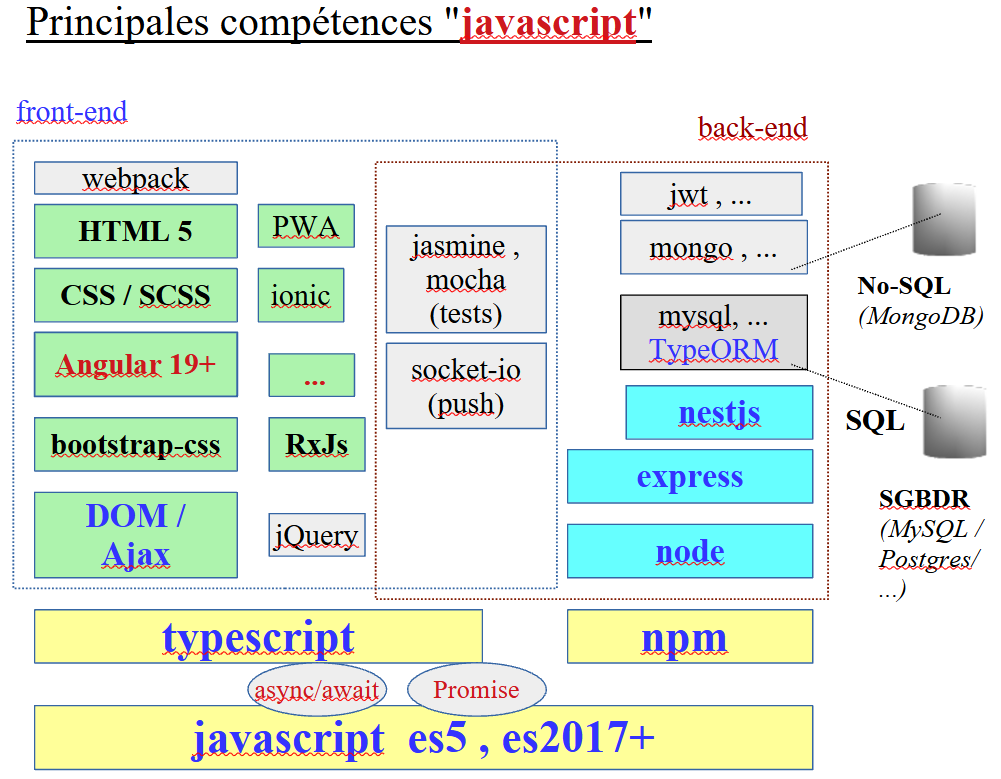 Principales compétences "javascript"
front-end
back-end
webpack
HTML 5
PWA
CSS / SCSS
ionic
Angular 19+
...
bootstrap-css
RxJs
DOM /
Ajax
jQuery
jasmine ,
mocha
(tests)
socket-io
(push)
jwt , ...
mongo , ...
mysql, ...
TypeORM
nestjs
express
node
No-SQL
(MongoDB)
SQL
SGBDR
(MySQL /
Postgres/
...)
typescript
npm
async/await
Promise
javascript es5 , es2017+